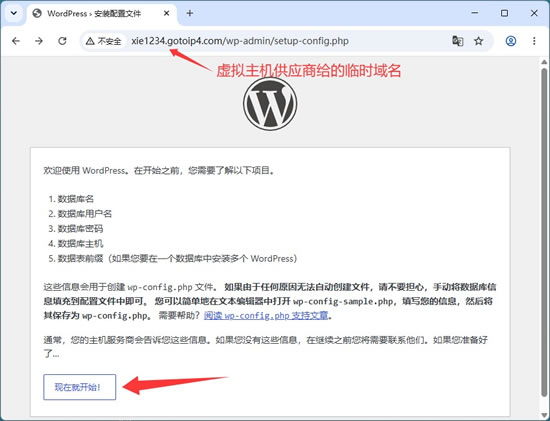 WordPress › 安装配置文件
不安全 xie1234.gotoip4.com/wp-admin/setup-config.php
虚拟主机供应商给的临时域名
欢迎使用 WordPress。在开始之前，您需要了解以下项目。
1. 数据库名
2. 数据库用户名
3. 数据库密码
4. 数据库主机
5. 数据表前缀（如果您要在一个数据库中安装多个 WordPress）
这些信息会用于创建 wp-config.php 文件。 如果由于任何原因无法自动创建文件，请不要担心，手动将数据库信
息填充到配置文件中即可。 您可以简单地在文本编辑器中打开 wp-config-sample.php，填写您的信息，然后将
其保存为 wp-config.php。 需要帮助？阅读 wp-config.php 支持文章。
通常，您的主机服务商会告诉您这些信息。如果您没有这些信息，在继续之前您将需要联系他们。如果您准备好
了…
现在就开始！